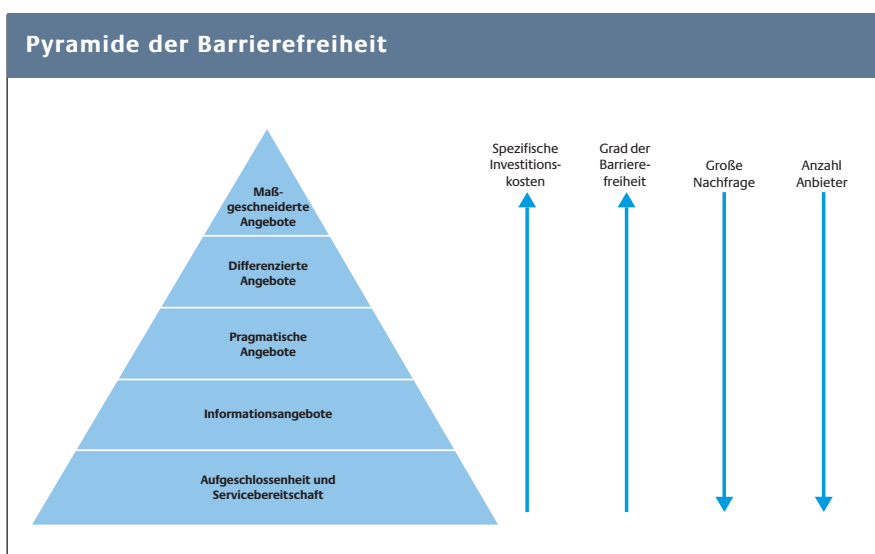 Pyramide der Barrierefreiheit
Maß-
geschneiderte
Angebote
Differenzierte
Angebote
Pragmatische
Angebote
Informationsangebote
Aufgeschlossenheit und
Servicebereitschaft
Spezifische
Investitions-
kosten
Grad der
Barriere-
freiheit
Große
Nachfrage
Anzahl
Anbieter